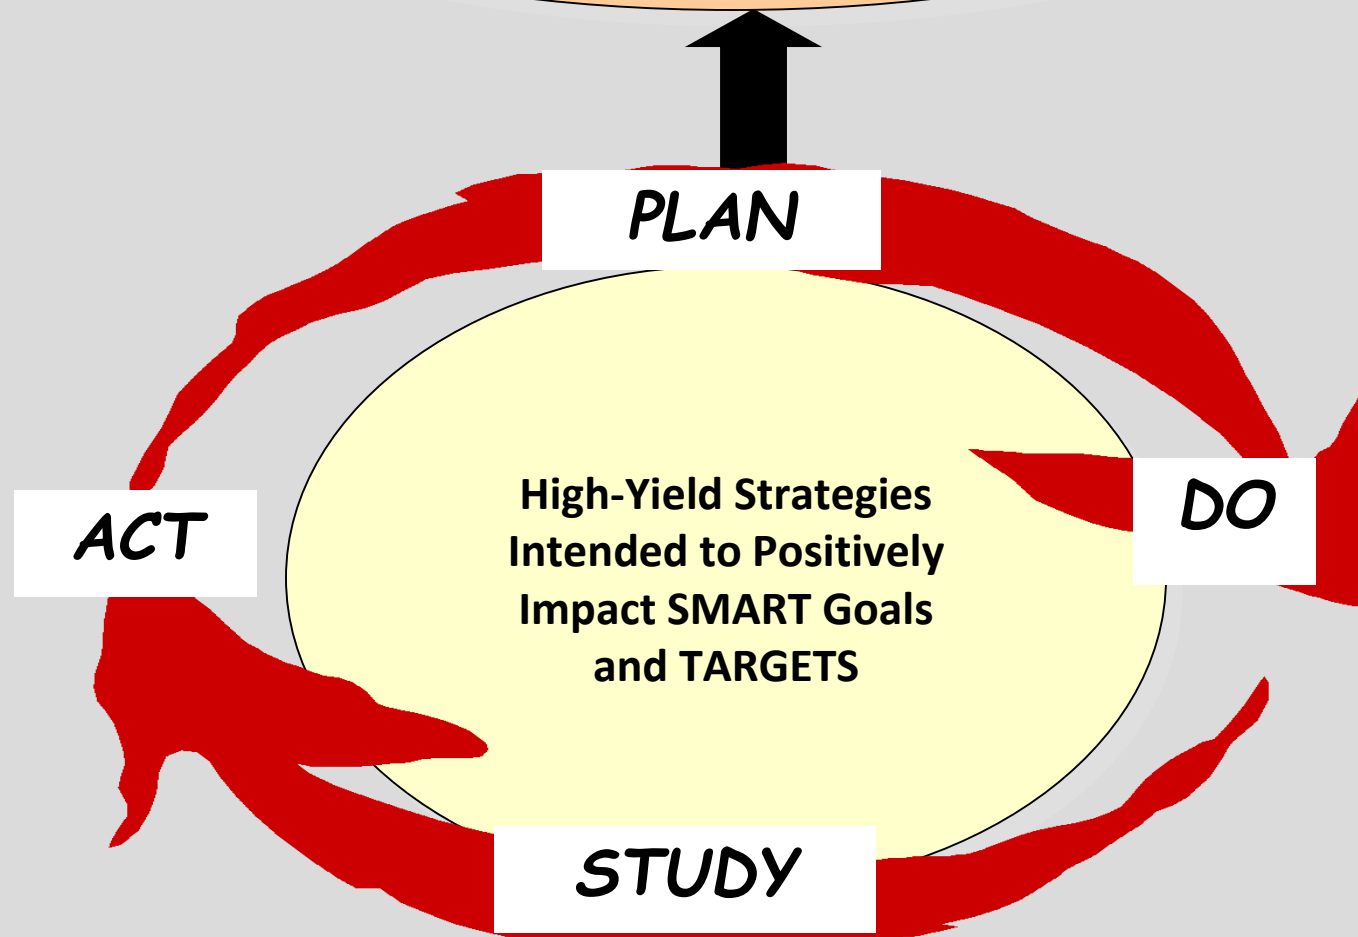 PLAN
DO
ACT
High-Yield Strategies
Intended to Positively
Impact SMART Goals
and TARGETS
STUDY